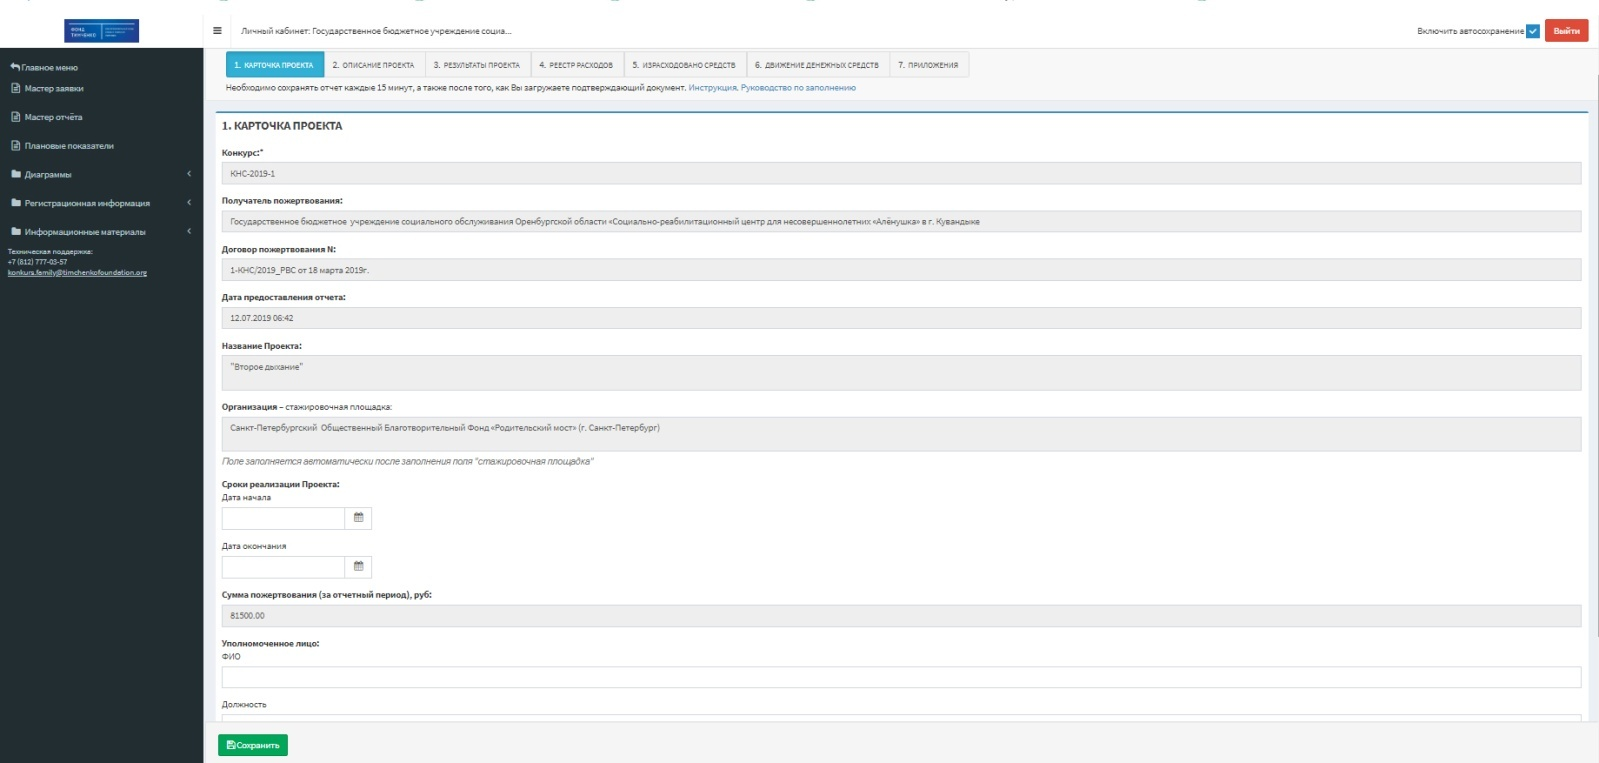 ФОНД
ТИМЧЕНКО
Личный кабинет: Государственное бюджетное учреждение социа...
Включить автосохранение
Выйти
Главное меню
Мастер заявки
Мастер отчёта
Плановые показатели
Диаграммы
Регистрационная информация
Информационные материалы
Техническая поддержка:
+7 (812) 777-03-57
konkurs.family@timchenkofoundation.org
1. КАРТОЧКА ПРОЕКТА
2. ОПИСАНИЕ ПРОЕКТА
3. РЕЗУЛЬТАТЫ ПРОЕКТА
4. РЕЕСТР РАСХОДОВ
5. ИЗРАСХОДОВАНО СРЕДСТВ
6. ДВИЖЕНИЕ ДЕНЕЖНЫХ СРЕДСТВ
7. ПРИЛОЖЕНИЯ
Необходимо сохранять отчет каждые 15 минут, а также после того, как Вы загружаете подтверждающий документ. Инструкция. Руководство по заполнению
1. КАРТОЧКА ПРОЕКТА
Конкурс:*
КНС-2019-1
Получатель пожертвования:
Государственное бюджетное учреждение социального обслуживания Оренбургской области «Социально-реабилитационный центр для несовершеннолетних «Алёнушка» в г. Кувандыке
Договор пожертвования N:
1-КНС/2019_РВС от 18 марта 2019г.
Дата предоставления отчета:
12.07.2019 06:42
Название Проекта:
"Второе дыхание"
Организация – стажировочная площадка:
Санкт-Петербургский Общественный Благотворительный Фонд «Родительский мост» (г. Санкт-Петербург)
Поле заполняется автоматически после заполнения поля "стажировочная площадка"
Сроки реализации Проекта:
Дата начала
Дата окончания
Сумма пожертвования (за отчетный период), руб:
81500.00
Уполномоченное лицо:
ФИО
Должность
Сохранить